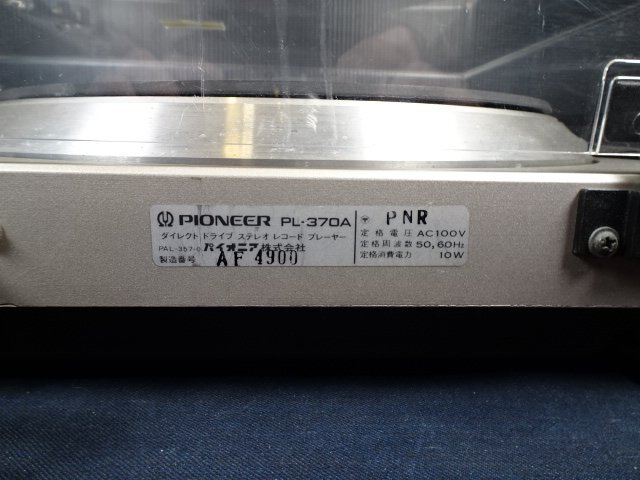 PIONEER PL-370A
ダイレクト ドライブ ステレオ レコード プレーヤー
PAL-357-0 パイオニア株式会社
製造番号 AF 4900
PNR
定格電圧 AC100V
定格周波数 50,60Hz
定格消費電力 10W